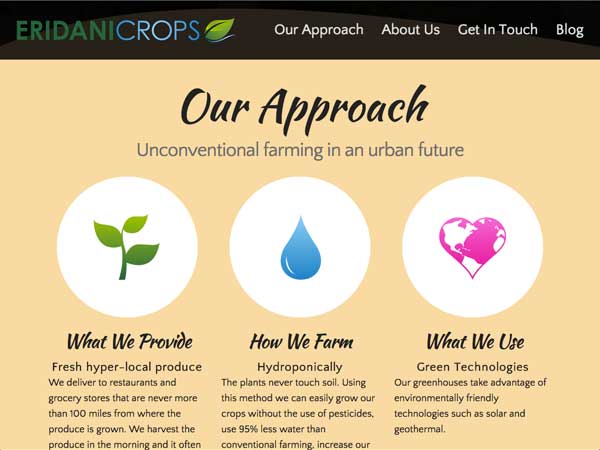 ERIDANICROPS Our Approach About Us Get In Touch Blog
Our Approach
Unconventional farming in an urban future
What We Provide
Fresh hyper-local produce
We deliver to restaurants and
grocery stores that are never more
than 100 miles from where the
produce is grown. We harvest the
produce in the morning and it often
How We Farm
Hydroponically
The plants never touch soil. Using
this method we can easily grow our
crops without the use of pesticides,
use 95% less water than
conventional farming, increase our
What We Use
Green Technologies
Our greenhouses take advantage of
environmentally friendly
technologies such as solar and
geothermal.